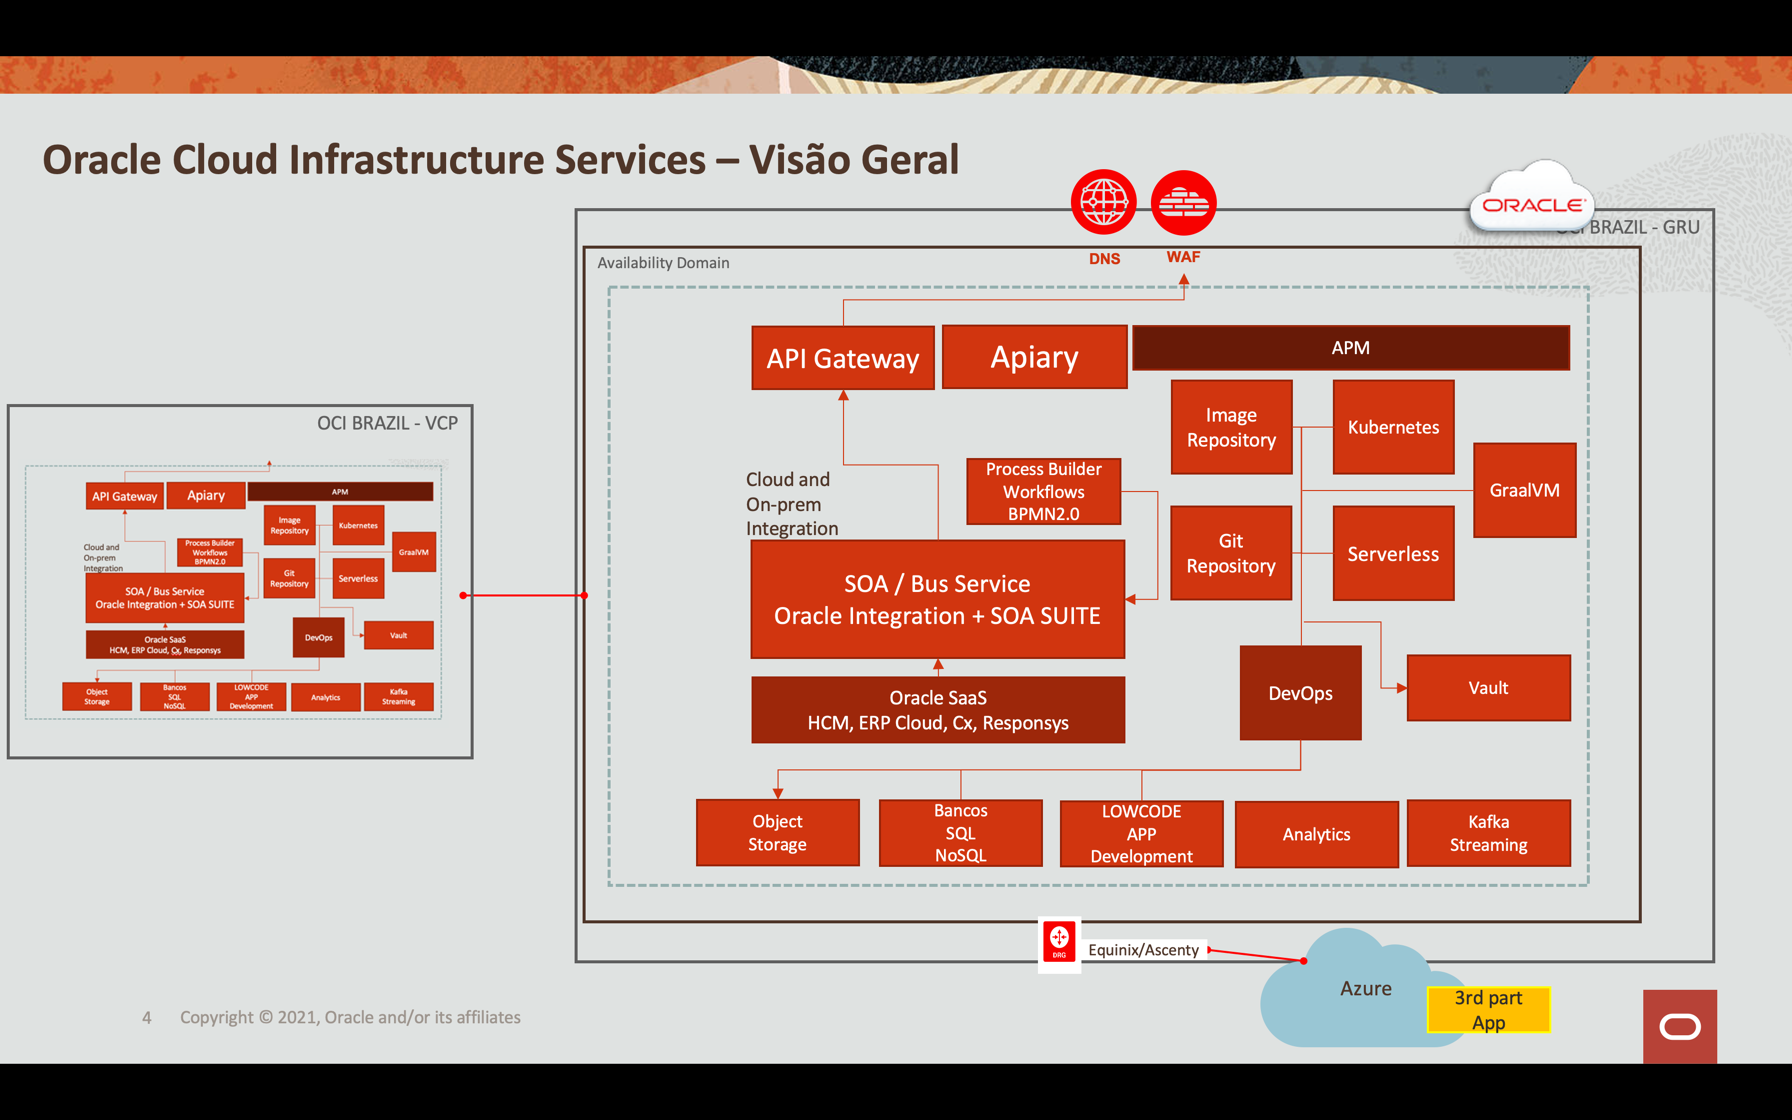 Oracle Cloud Infrastructure Services – Visão Geral
ORACLE
OCI BRAZIL - GRU
DNS
WAF
Availability Domain
API Gateway
Apiary
APM
Image
Repository
Kubernetes
GraalVM
Cloud and
On-prem
Integration
Process Builder
Workflows
BPMN2.0
Git
Repository
Serverless
SOA / Bus Service
Oracle Integration + SOA SUITE
Oracle SaaS
HCM, ERP Cloud, Cx, Responsys
DevOps
Vault
Object
Storage
Bancos
SQL
NoSQL
LOWCODE
APP
Development
Analytics
Kafka
Streaming
OCI BRAZIL - VCP
API Gateway
Apiary
APM
Image
Repository
Kubernetes
GraalVM
Cloud and
On-prem
Integration
Process Builder
Workflows
BPMN2.0
Git
Repository
Serverless
SOA / Bus Service
Oracle Integration + SOA SUITE
Oracle SaaS
HCM, ERP Cloud, Cx, Responsys
DevOps
Vault
Object
Storage
Bancos
SQL
NoSQL
LOWCODE
APP
Development
Analytics
Kafka
Streaming
DRG
Equinix/Ascenty
Azure
3rd part
App
4
Copyright © 2021, Oracle and/or its affiliates